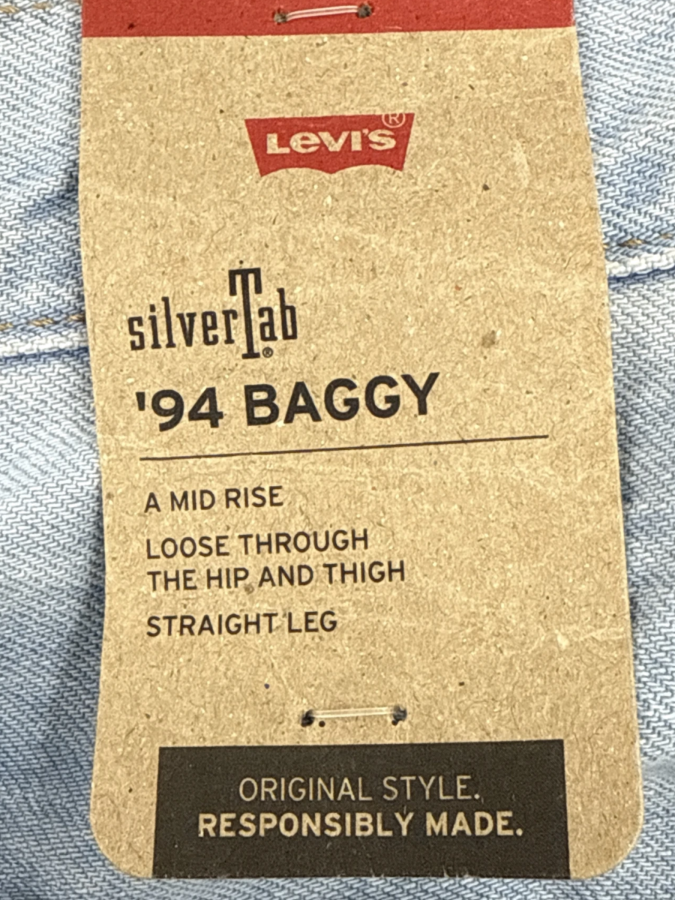 LEVI'S®
silverTab®
'94 BAGGY
A MID RISE
LOOSE THROUGH
THE HIP AND THIGH
STRAIGHT LEG
ORIGINAL STYLE.
RESPONSIBLY MADE.